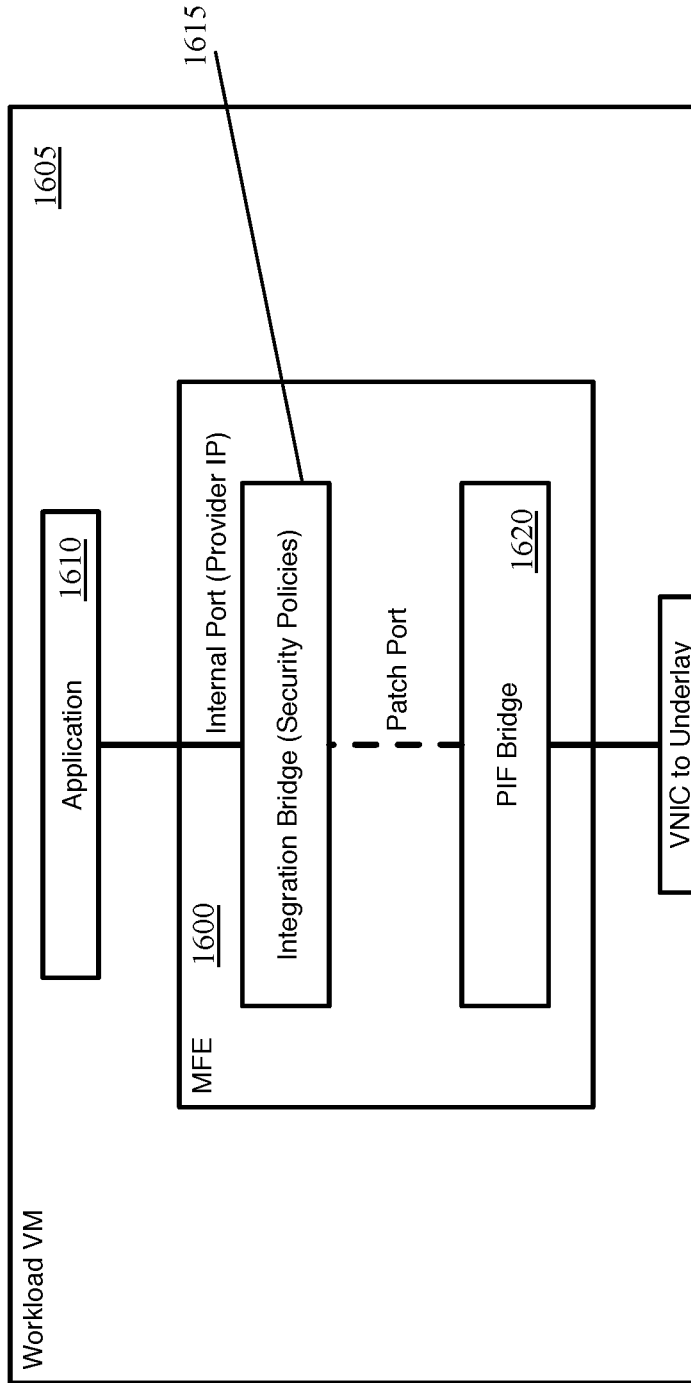 Workload VM
1605
Application
1610
1615
MFE
1600
Internal Port (Provider IP)
Integration Bridge (Security Policies)
Patch Port
PIF Bridge
1620
VNIC to Underlay